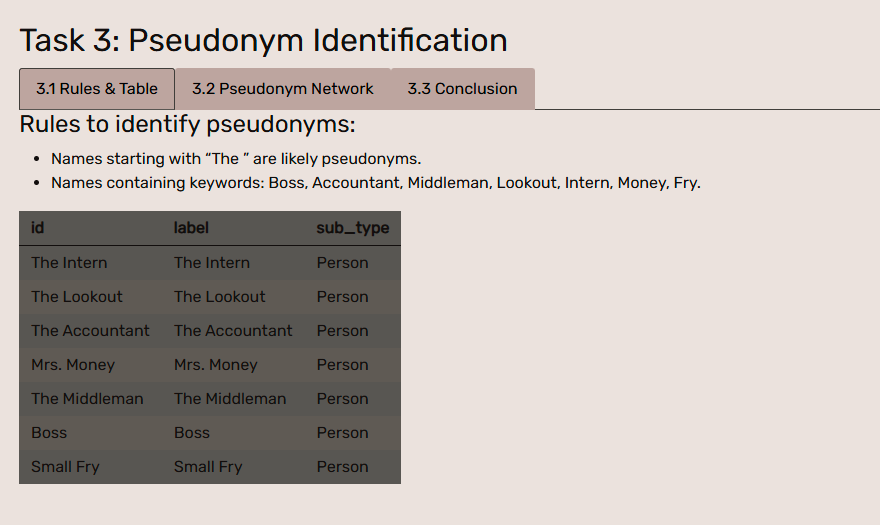 Task 3: Pseudonym Identification
3.1 Rules & Table 3.2 Pseudonym Network 3.3 Conclusion
Rules to identify pseudonyms:
• Names starting with “The ” are likely pseudonyms.
• Names containing keywords: Boss, Accountant, Middleman, Lookout, Intern, Money, Fry.
id label sub_type
The Intern The Intern Person
The Lookout The Lookout Person
The Accountant The Accountant Person
Mrs. Money Mrs. Money Person
The Middleman The Middleman Person
Boss Boss Person
Small Fry Small Fry Person